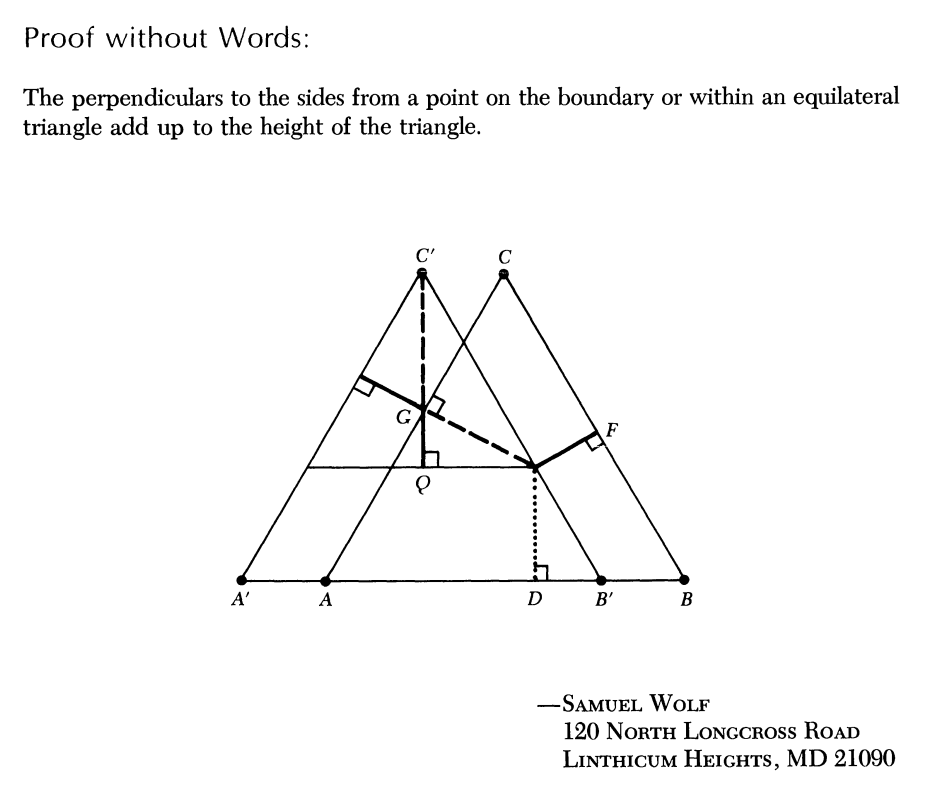 Proof without Words:
The perpendiculars to the sides from a point on the boundary or within an equilateral
triangle add up to the height of the triangle.
C′ C
G F
Q
A′ A D B′ B
—SAMUEL WOLF
120 NORTH LONGCROSS ROAD
LINTHICUM HEIGHTS, MD 21090